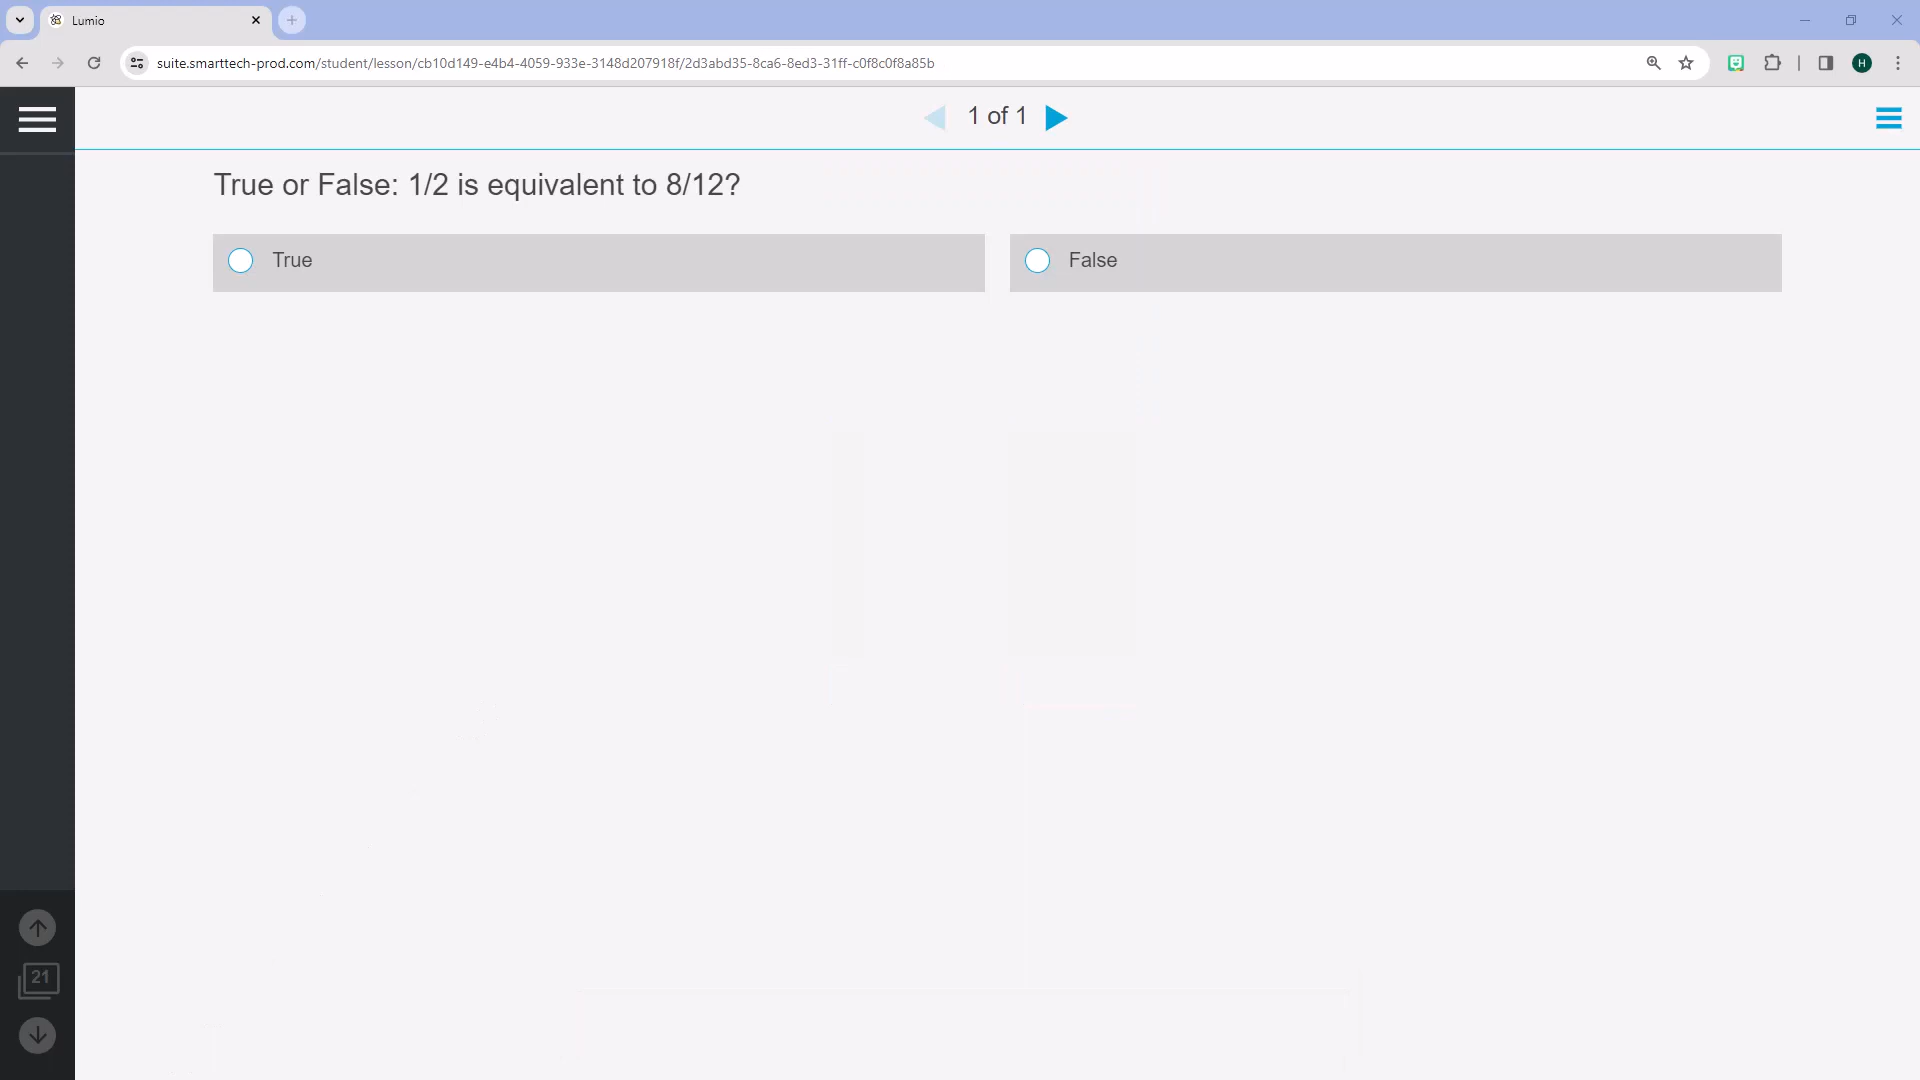 Lumio
suite.smarttech-prod.com/student/lesson/cb10d149-e4b4-4059-933e-3148d207918f/2d3abd35-8ca6-8ed3-31ff-c0f8c0f8a85b
H
1 of 1
True or False: 1/2 is equivalent to 8/12?
True
False
21